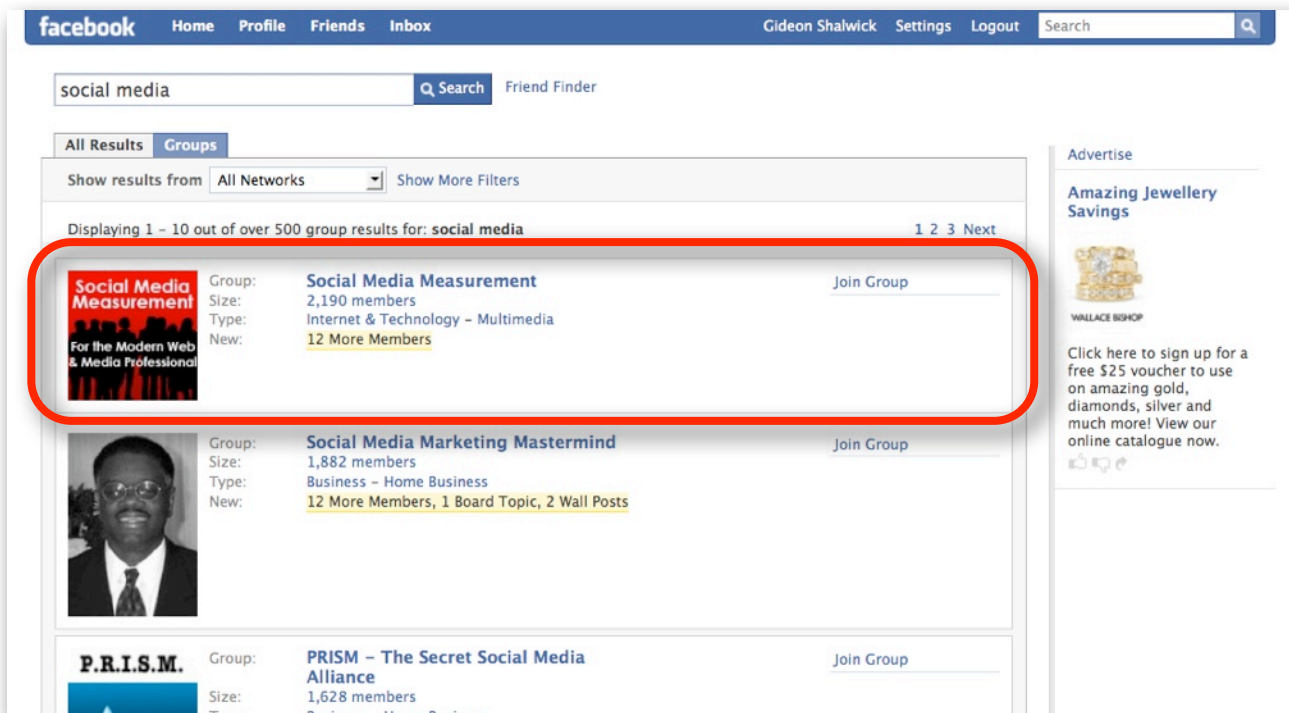 facebook Home Profile Friends Inbox Gideon Shalwick Settings Logout Search
social media Search Friend Finder
All Results Groups
Show results from All Networks Show More Filters
Displaying 1 – 10 out of over 500 group results for: social media 1 2 3 Next
Social Media
Measurement
For the Modern Web
& Media Professional
Group: Social Media Measurement Join Group
Size: 2,190 members
Type: Internet & Technology – Multimedia
New: 12 More Members
Group: Social Media Marketing Mastermind Join Group
Size: 1,882 members
Type: Business – Home Business
New: 12 More Members, 1 Board Topic, 2 Wall Posts
P.R.I.S.M.
Group: PRISM – The Secret Social Media Join Group
Alliance
Size: 1,628 members
Advertise
Amazing Jewellery
Savings
WALLACE BISHOP
Click here to sign up for a
free $25 voucher to use
on amazing gold,
diamonds, silver and
much more! View our
online catalogue now.